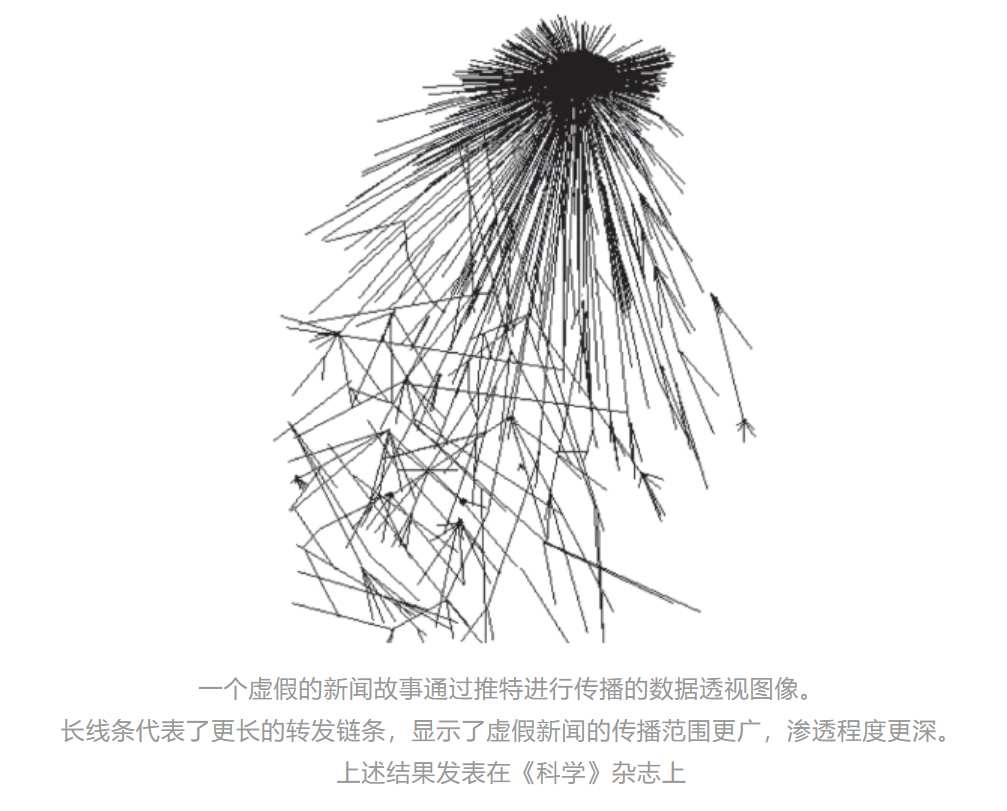 一个虚假的新闻故事通过推特进行传播的数据透视图像。
长线条代表了更长的转发链条，显示了虚假新闻的传播范围更广，渗透程度更深。
上述结果发表在《科学》杂志上